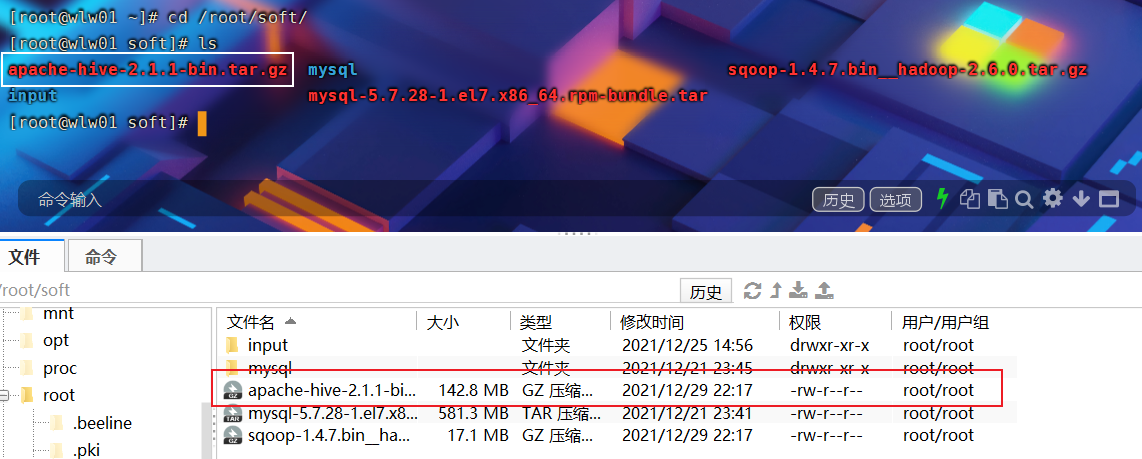 [root@wlw01 ~]# cd /root/soft/
[root@wlw01 soft]# ls
apache-hive-2.1.1-bin.tar.gz mysql sqoop-1.4.7.bin__hadoop-2.6.0.tar.gz
input mysql-5.7.28-1.el7.x86_64.rpm-bundle.tar
[root@wlw01 soft]#
命令输入 历史 选项
文件 命令
/root/soft 历史
mnt 文件名 大小 类型 修改时间 权限 用户/用户组
opt input 文件夹 2021/12/25 14:56 drwxr-xr-x root/root
proc mysql 文件夹 2021/12/21 23:45 drwxr-xr-x root/root
root apache-hive-2.1.1-bi... 142.8 MB GZ 压缩... 2021/12/29 22:17 -rw-r--r-- root/root
.beeline mysql-5.7.28-1.el7.x8... 581.3 MB TAR 压缩... 2021/12/21 23:41 -rw-r--r-- root/root
.pki sqoop-1.4.7.bin__ha... 17.1 MB GZ 压缩... 2021/12/29 22:17 -rw-r--r-- root/root